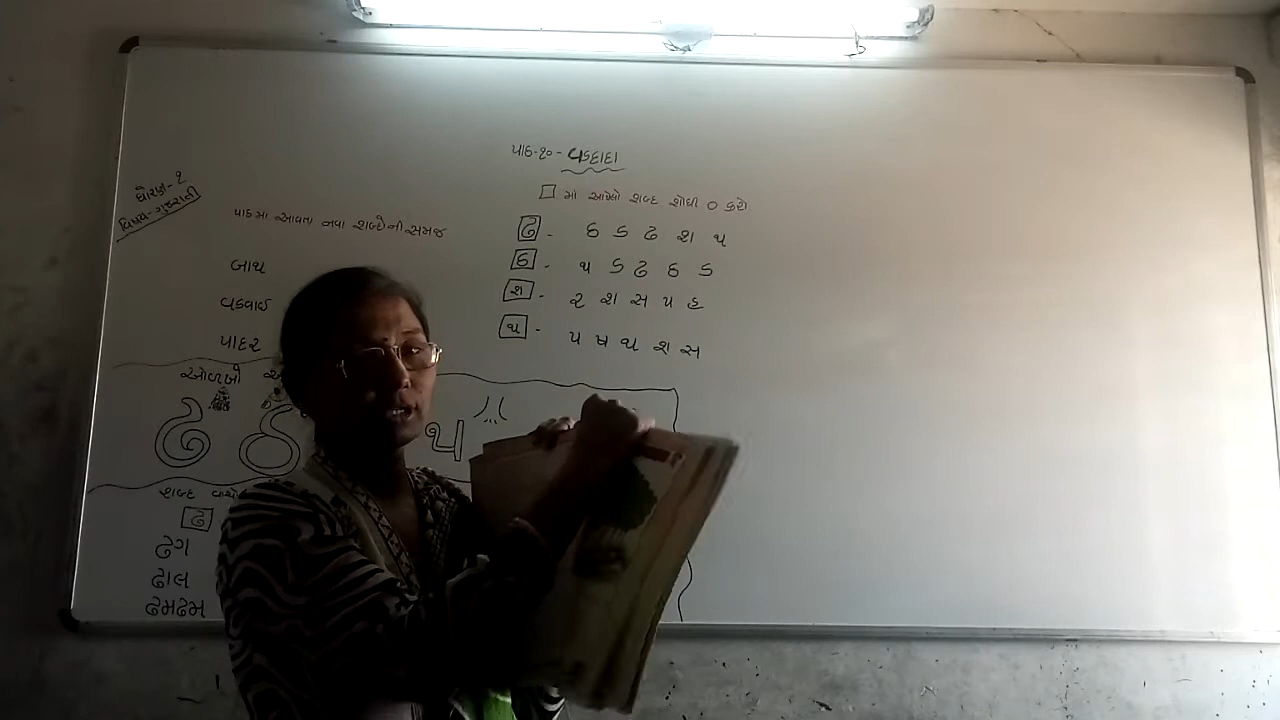 પાઠ-૧૦- વડદાદા
ધોરણ-૧
વિષય-ગુજરાતી
પાઠમાં આવતા નવા શબ્દોની સમજ
બાથ
વડવાઈ
પાદર
□ માં આપેલો શબ્દ શોધી ૦ કરો
ઢ - ઠ ડ ઢ શ થ
ઠ - થ ડ ઢ ઠ ડ
શ - ર શ સ પ હ
થ - પ ષ થ શ સ
ઓળખો
ઢ ઠ થ
શબ્દ વાંચો
ઢ
ઢગ
ઢાલ
ઢમઢમ